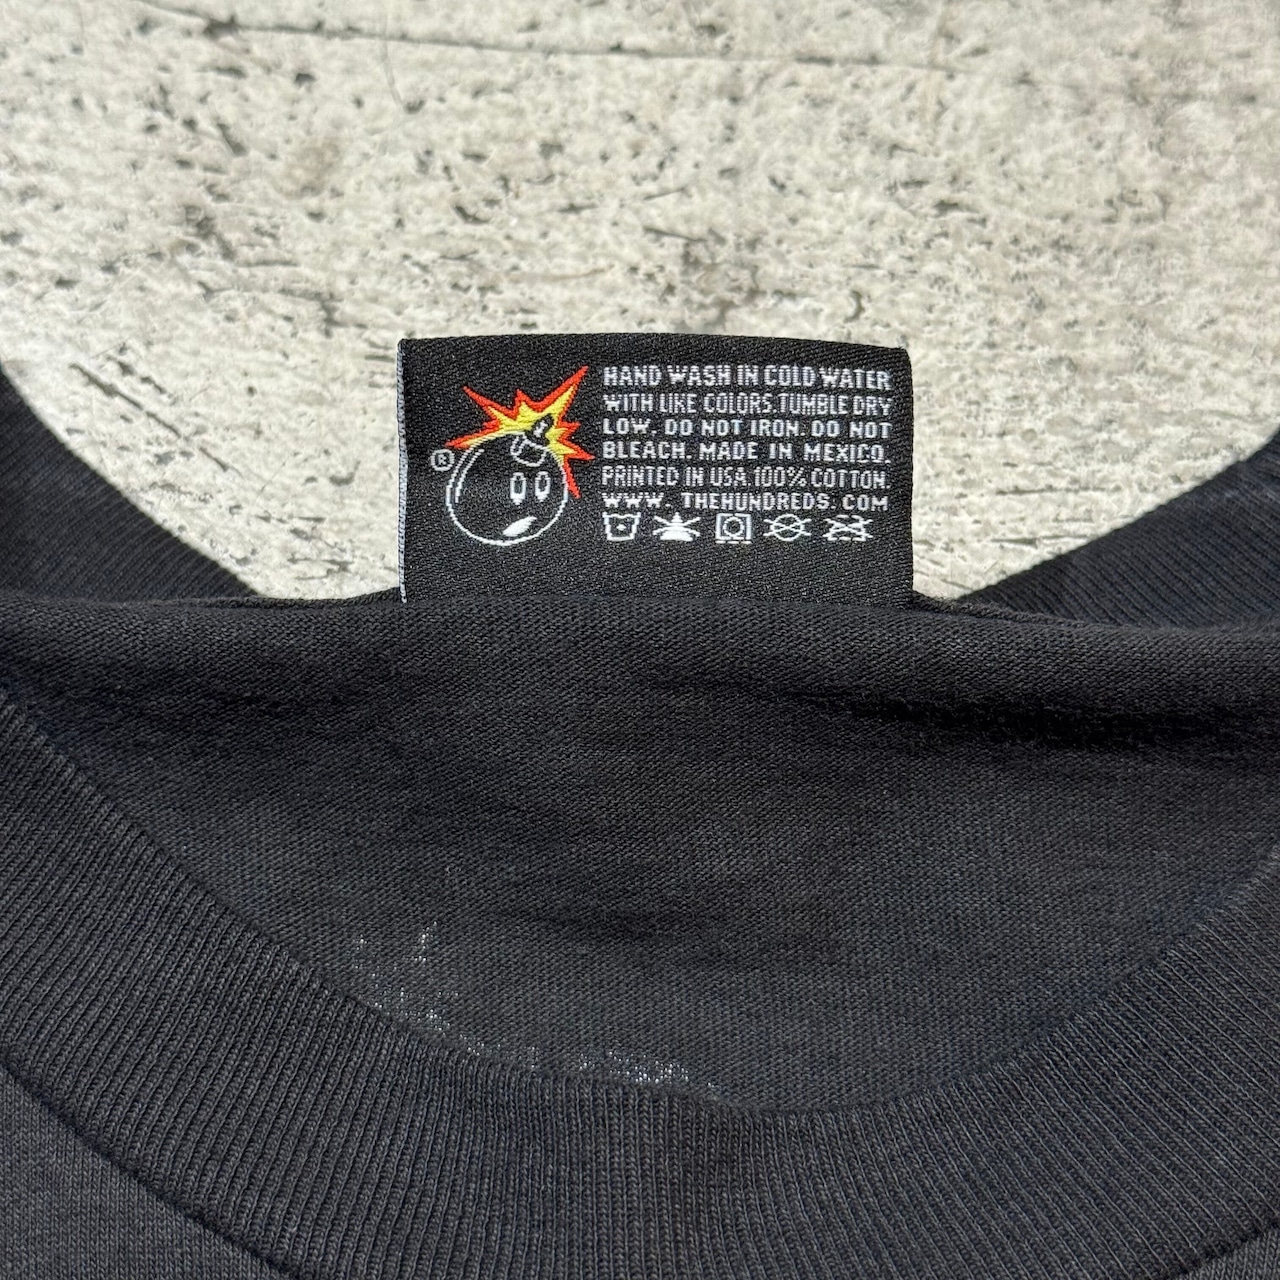 HAND WASH IN COLD WATER
WITH LIKE COLORS. TUMBLE DRY
LOW. DO NOT IRON. DO NOT
BLEACH. MADE IN MEXICO.
PRINTED IN USA. 100% COTTON.
WWW. THEHUNDREDS. COM
®